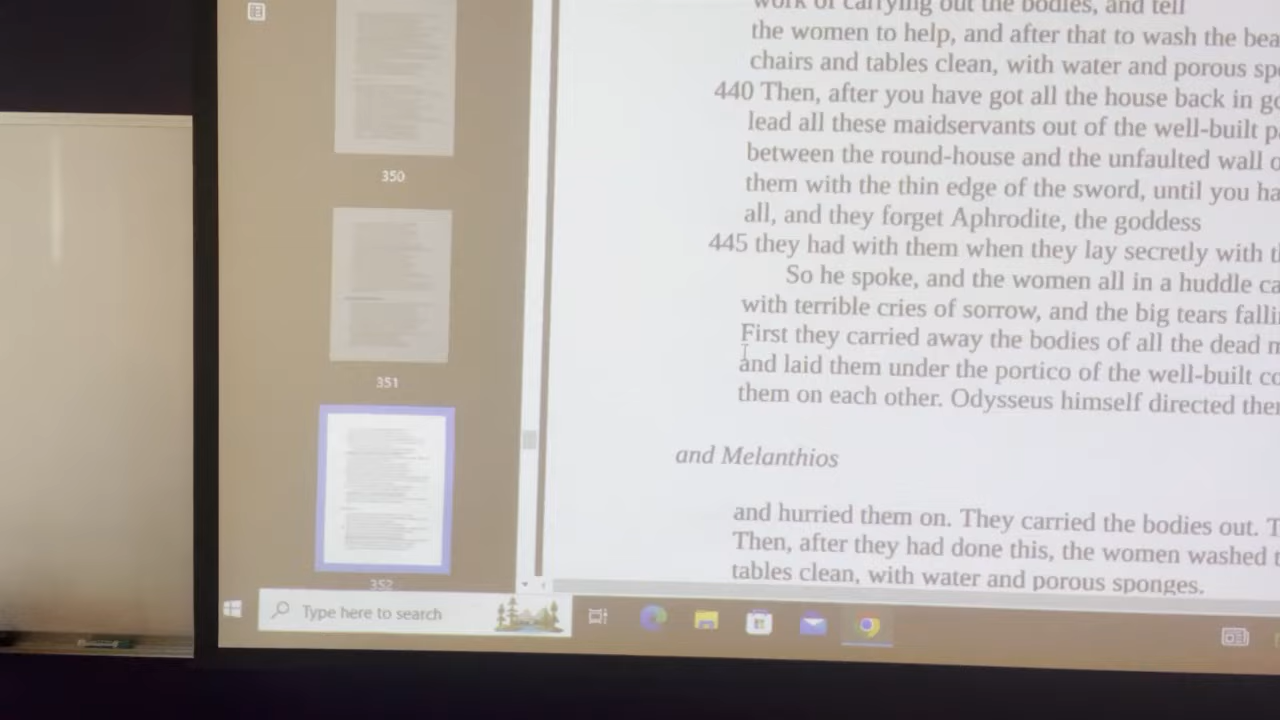 work of carrying out the bodies, and tell
the women to help, and after that to wash the
chairs and tables clean, with water and porous
440 Then, after you have got all the house back in
lead all these maidservants out of the well-built
between the round-house and the unfaulted wall
them with the thin edge of the sword, until you
all, and they forget Aphrodite, the goddess
445 they had with them when they lay secretly with
So he spoke, and the women all in a huddle
with terrible cries of sorrow, and the big tears
First they carried away the bodies of all the dead
and laid them under the portico of the well-built
them on each other. Odysseus himself directed
and Melanthios
and hurried them on. They carried the bodies out.
Then, after they had done this, the women washed
tables clean, with water and porous sponges.
350
351
352
Type here to search